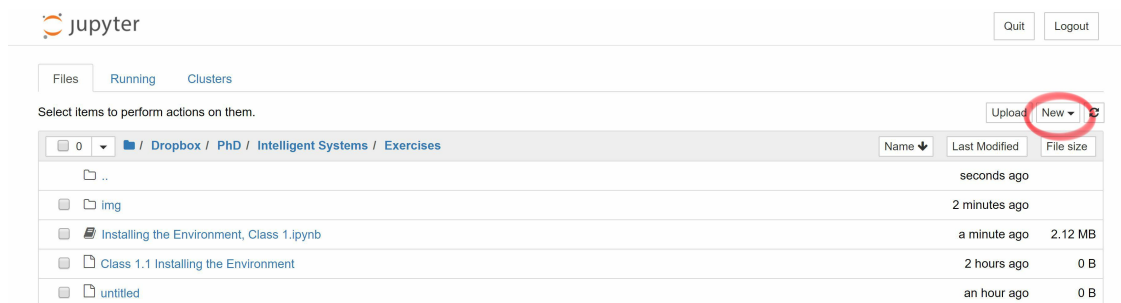 jupyter Quit Logout
Files Running Clusters
Select items to perform actions on them. Upload New
0 / Dropbox / PhD / Intelligent Systems / Exercises Name Last Modified File size
.. seconds ago
img 2 minutes ago
Installing the Environment, Class 1.ipynb a minute ago 2.12 MB
Class 1.1 Installing the Environment 2 hours ago 0 B
untitled an hour ago 0 B